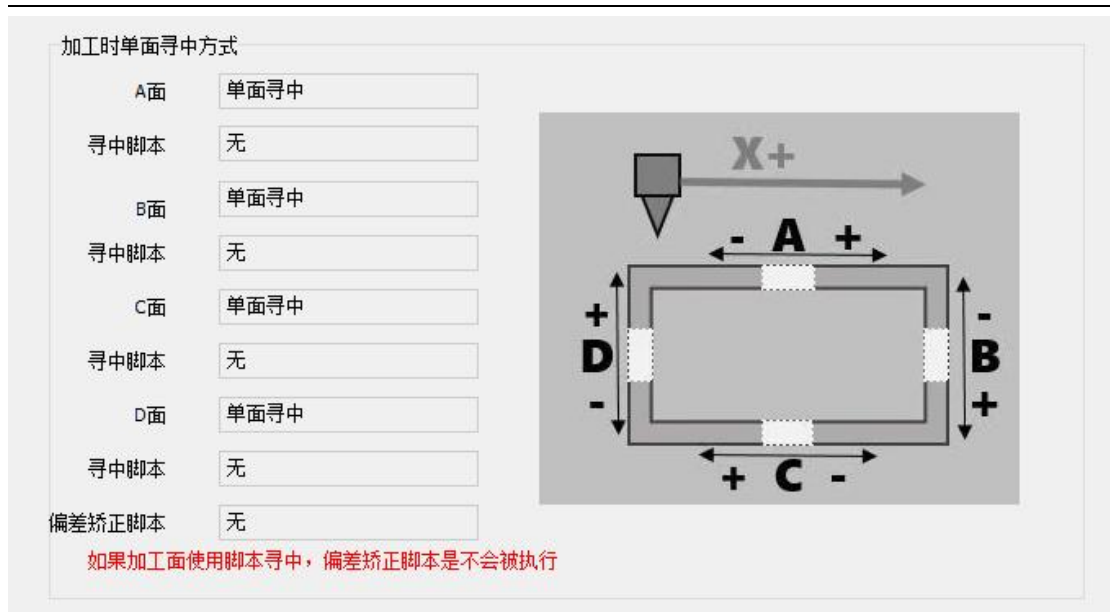 加工时单面寻中方式
A面 单面寻中
寻中脚本 无
B面 单面寻中
寻中脚本 无
C面 单面寻中
寻中脚本 无
D面 单面寻中
寻中脚本 无
偏差矫正脚本 无
如果加工面使用脚本寻中，偏差矫正脚本是不会被执行
X+
- A +
+ D -
- B +
+ C -